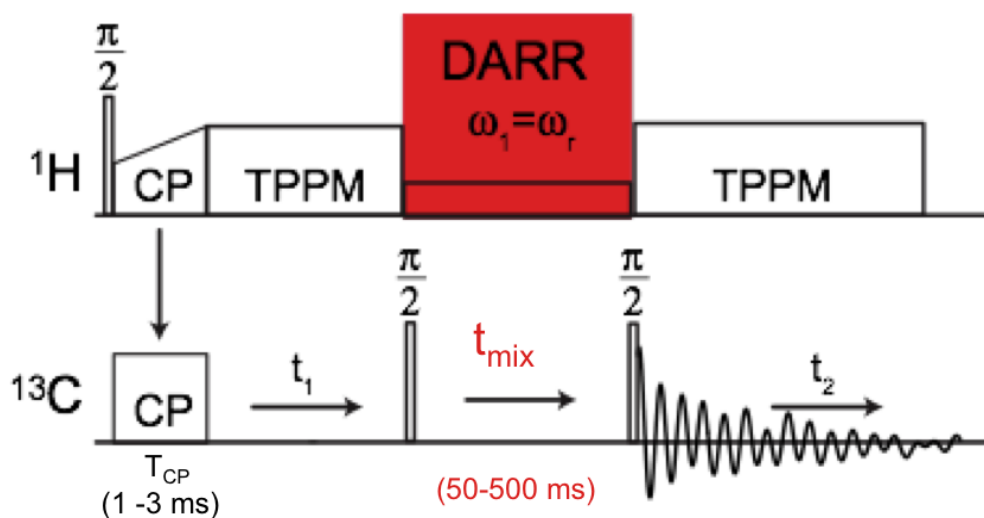 π/2
DARR
ω₁=ωᵣ
¹H
CP
TPPM
TPPM
π/2
π/2
t₁
tmix
t₂
¹³C
CP
TCP
(1 -3 ms)
(50-500 ms)